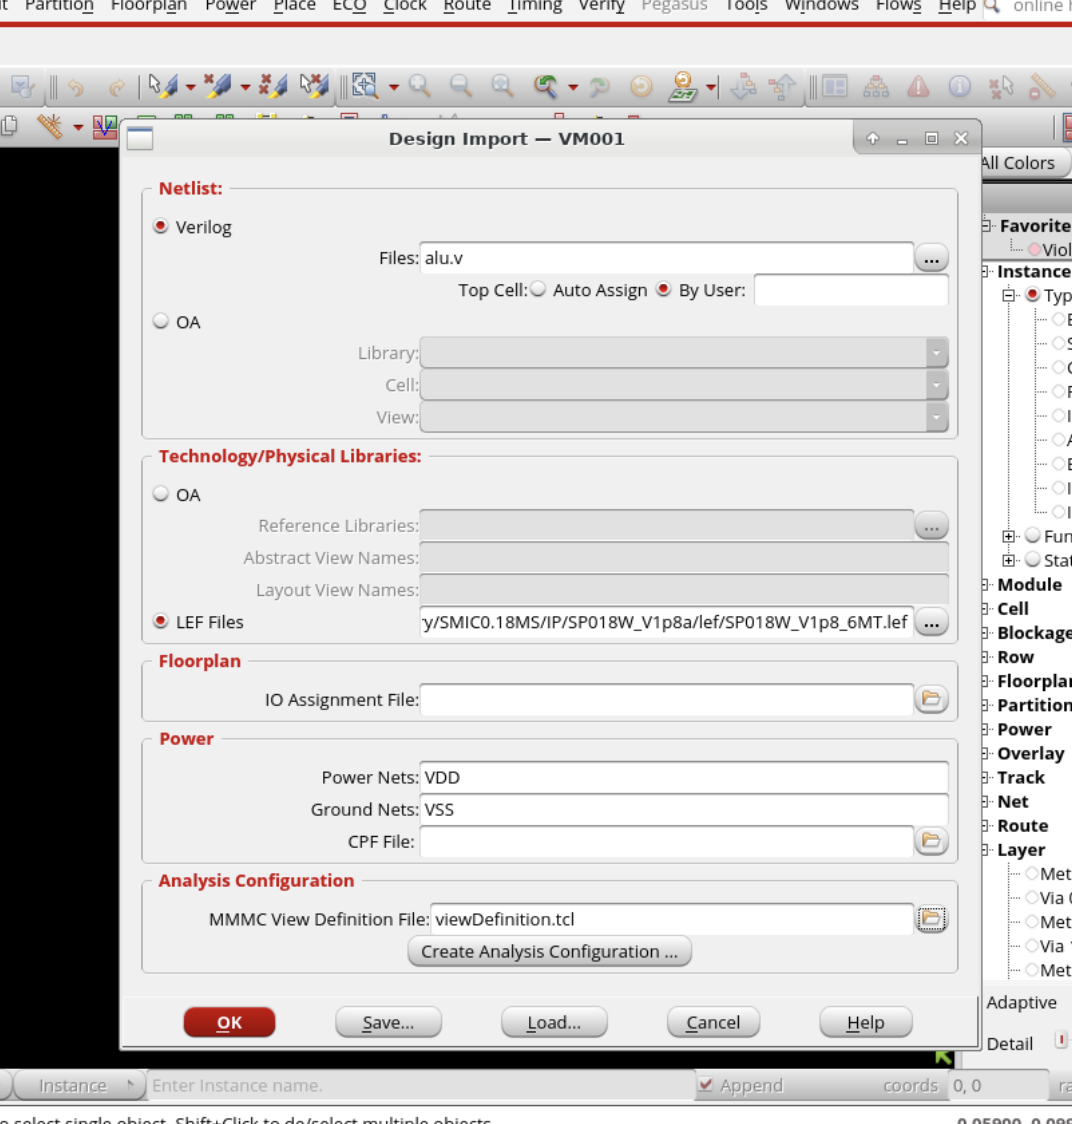 Partition Floorplan Power Place ECO Clock Route Timing Verify Pegasus Tools Windows Flows Help online
Design Import — VM001
All Colors
Netlist:
Verilog
Files: alu.v ...
Top Cell: Auto Assign By User:
OA
Library:
Cell:
View:
Technology/Physical Libraries:
OA
Reference Libraries: ...
Abstract View Names:
Layout View Names:
LEF Files y/SMIC0.18MS/IP/SP018W_V1p8a/lef/SP018W_V1p8_6MT.lef ...
Floorplan
IO Assignment File:
Power
Power Nets: VDD
Ground Nets: VSS
CPF File:
Analysis Configuration
MMMC View Definition File: viewDefinition.tcl
Create Analysis Configuration ...
OK Save... Load... Cancel Help
Favorite
Viol
Instance
Typ
E
S
C
F
I
A
E
I
I
Fun
Stat
Module
Cell
Blockage
Row
Floorplan
Partition
Power
Overlay
Track
Net
Route
Layer
Met
Via 0
Met
Via 1
Met
Adaptive
Detail
Instance Enter Instance name. Append coords 0, 0 ra
o select single object, Shift+Click to de/select multiple objects.